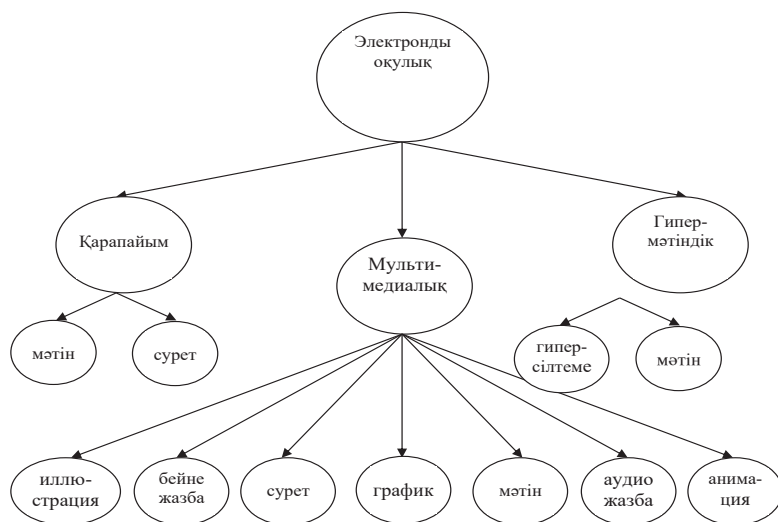 Электронды
оқулық
Қарапайым
Мульти-
медиалық
Гипер-
мәтіндік
мәтін
сурет
гипер-
сілтеме
мәтін
иллю-
страция
бейне
жазба
сурет
график
мәтін
аудио
жазба
анима-
ция